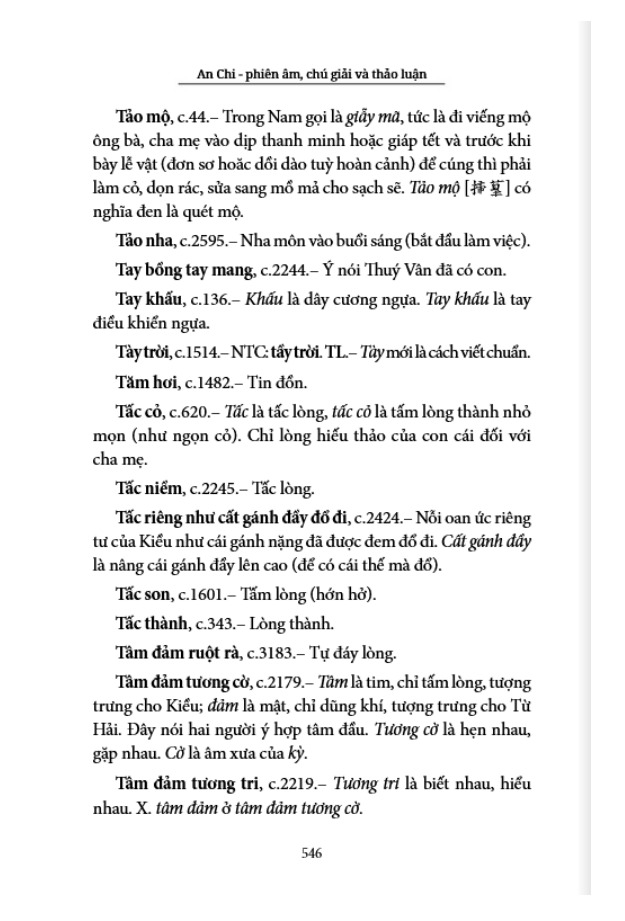 An Chi - phiên âm, chú giải và thảo luận
Tảo mộ, c.44.– Trong Nam gọi là giẫy mã, tức là đi viếng mộ
ông bà, cha mẹ vào dịp thanh minh hoặc giáp tết và trước khi
bày lễ vật (đơn sơ hoăc dồi dào tuỳ hoàn cảnh) để cúng thì phải
làm cỏ, dọn rác, sửa sang mồ mả cho sạch sẽ. Tảo mộ [掃墓] có
nghĩa đen là quét mộ.
Tảo nha, c.2595.– Nha môn vào buổi sáng (bắt đầu làm việc).
Tay bồng tay mang, c.2244.– Ý nói Thuý Vân đã có con.
Tay khấu, c.136.– Khấu là dây cương ngựa. Tay khấu là tay
điều khiển ngựa.
Tày trời, c.1514.– NTC: tầy trời. TL.– Tày mới là cách viết chuẩn.
Tăm hơi, c.1482.– Tin đồn.
Tấc cỏ, c.620.– Tấc là tấc lòng, tấc cỏ là tấm lòng thành nhỏ
mọn (như ngọn cỏ). Chỉ lòng hiếu thảo của con cái đối với
cha mẹ.
Tấc niềm, c.2245.– Tấc lòng.
Tấc riêng như cất gánh đầy đổ đi, c.2424.– Nỗi oan ức riêng
tư của Kiều như cái gánh nặng đã được đem đổ đi. Cất gánh đầy
là nâng cái gánh đầy lên cao (để có cái thế mà đổ).
Tấc son, c.1601.– Tấm lòng (hớn hở).
Tấc thành, c.343.– Lòng thành.
Tâm đảm ruột rà, c.3183.– Tự đáy lòng.
Tâm đảm tương cờ, c.2179.– Tâm là tim, chỉ tấm lòng, tượng
trưng cho Kiều; đảm là mật, chỉ dũng khí, tượng trưng cho Từ
Hải. Đây nói hai người ý hợp tâm đầu. Tương cờ là hẹn nhau,
gặp nhau. Cờ là âm xưa của kỳ.
Tâm đảm tương tri, c.2219.– Tương tri là biết nhau, hiểu
nhau. X. tâm đảm ở tâm đảm tương cờ.
546